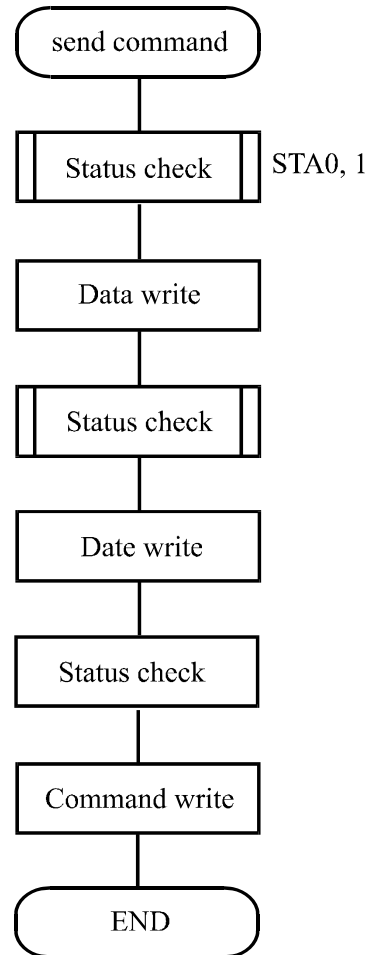 send command
Status check
STA0, 1
Data write
Status check
Date write
Status check
Command write
END